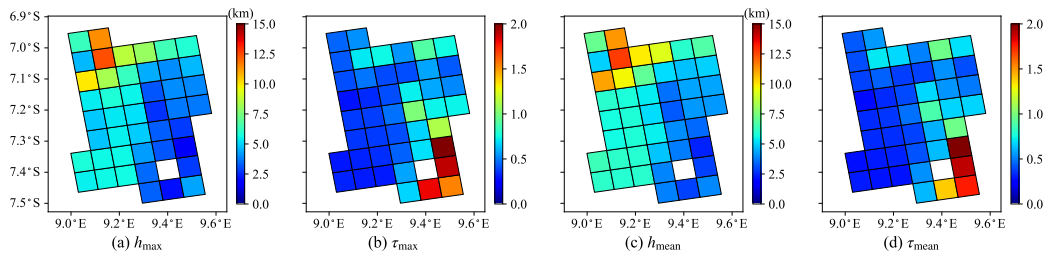 (km)
(km)
6.9°S
7.0°S
7.1°S
7.2°S
7.3°S
7.4°S
7.5°S
15.0
12.5
10.0
7.5
5.0
2.5
0.0
2.0
1.5
1.0
0.5
0.0
15.0
12.5
10.0
7.5
5.0
2.5
0.0
2.0
1.5
1.0
0.5
0.0
9.0°E 9.2°E 9.4°E 9.6°E
9.0°E 9.2°E 9.4°E 9.6°E
9.0°E 9.2°E 9.4°E 9.6°E
9.0°E 9.2°E 9.4°E 9.6°E
(a) hmax
(b) τmax
(c) hmean
(d) τmean